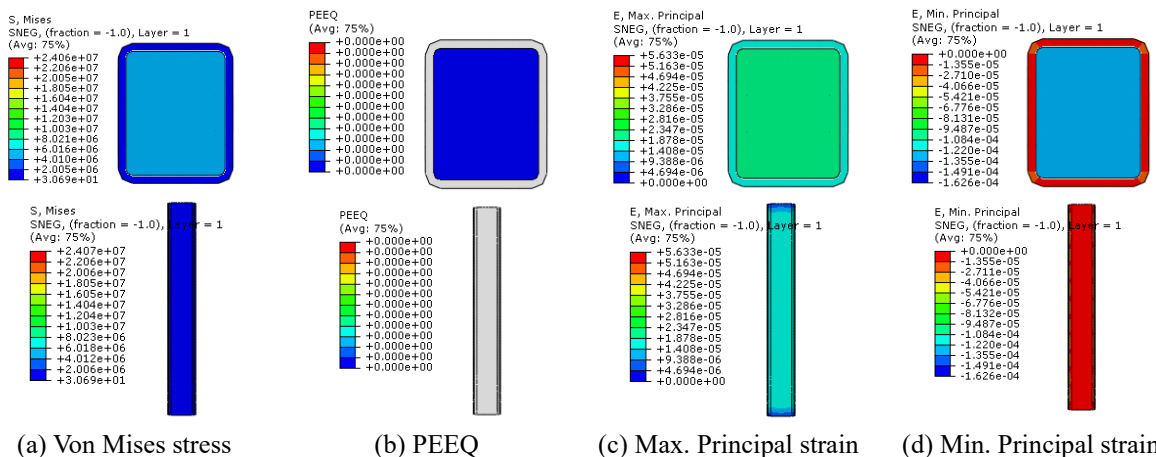 S, Mises
SNEG, (fraction = -1.0), Layer = 1
(Avg: 75%)
+2.406e+07
+2.206e+07
+2.005e+07
+1.805e+07
+1.604e+07
+1.404e+07
+1.203e+07
+1.003e+07
+8.021e+06
+6.016e+06
+4.010e+06
+2.005e+06
+3.069e+01
PEEQ
(Avg: 75%)
+0.000e+00
+0.000e+00
+0.000e+00
+0.000e+00
+0.000e+00
+0.000e+00
+0.000e+00
+0.000e+00
+0.000e+00
+0.000e+00
+0.000e+00
+0.000e+00
+0.000e+00
E, Max. Principal
SNEG, (fraction = -1.0), Layer = 1
(Avg: 75%)
+5.633e-05
+5.163e-05
+4.694e-05
+4.225e-05
+3.755e-05
+3.286e-05
+2.816e-05
+2.347e-05
+1.878e-05
+1.408e-05
+9.388e-06
+4.694e-06
+0.000e+00
E, Min. Principal
SNEG, (fraction = -1.0), Layer = 1
(Avg: 75%)
+0.000e+00
-1.355e-05
-2.710e-05
-4.066e-05
-5.421e-05
-6.776e-05
-8.131e-05
-9.487e-05
-1.084e-04
-1.220e-04
-1.355e-04
-1.491e-04
-1.626e-04
S, Mises
SNEG, (fraction = -1.0), Layer = 1
(Avg: 75%)
+2.407e+07
+2.206e+07
+2.006e+07
+1.805e+07
+1.605e+07
+1.404e+07
+1.204e+07
+1.003e+07
+8.023e+06
+6.018e+06
+4.012e+06
+2.006e+06
+3.069e+01
PEEQ
(Avg: 75%)
+0.000e+00
+0.000e+00
+0.000e+00
+0.000e+00
+0.000e+00
+0.000e+00
+0.000e+00
+0.000e+00
+0.000e+00
+0.000e+00
+0.000e+00
+0.000e+00
+0.000e+00
E, Max. Principal
SNEG, (fraction = -1.0), Layer = 1
(Avg: 75%)
+5.633e-05
+5.163e-05
+4.694e-05
+4.225e-05
+3.755e-05
+3.286e-05
+2.816e-05
+2.347e-05
+1.878e-05
+1.408e-05
+9.388e-06
+4.694e-06
+0.000e+00
E, Min. Principal
SNEG, (fraction = -1.0), Layer = 1
(Avg: 75%)
+0.000e+00
-1.355e-05
-2.711e-05
-4.066e-05
-5.421e-05
-6.777e-05
-8.132e-05
-9.487e-05
-1.084e-04
-1.220e-04
-1.355e-04
-1.491e-04
-1.626e-04
(a) Von Mises stress
(b) PEEQ
(c) Max. Principal strain
(d) Min. Principal strain